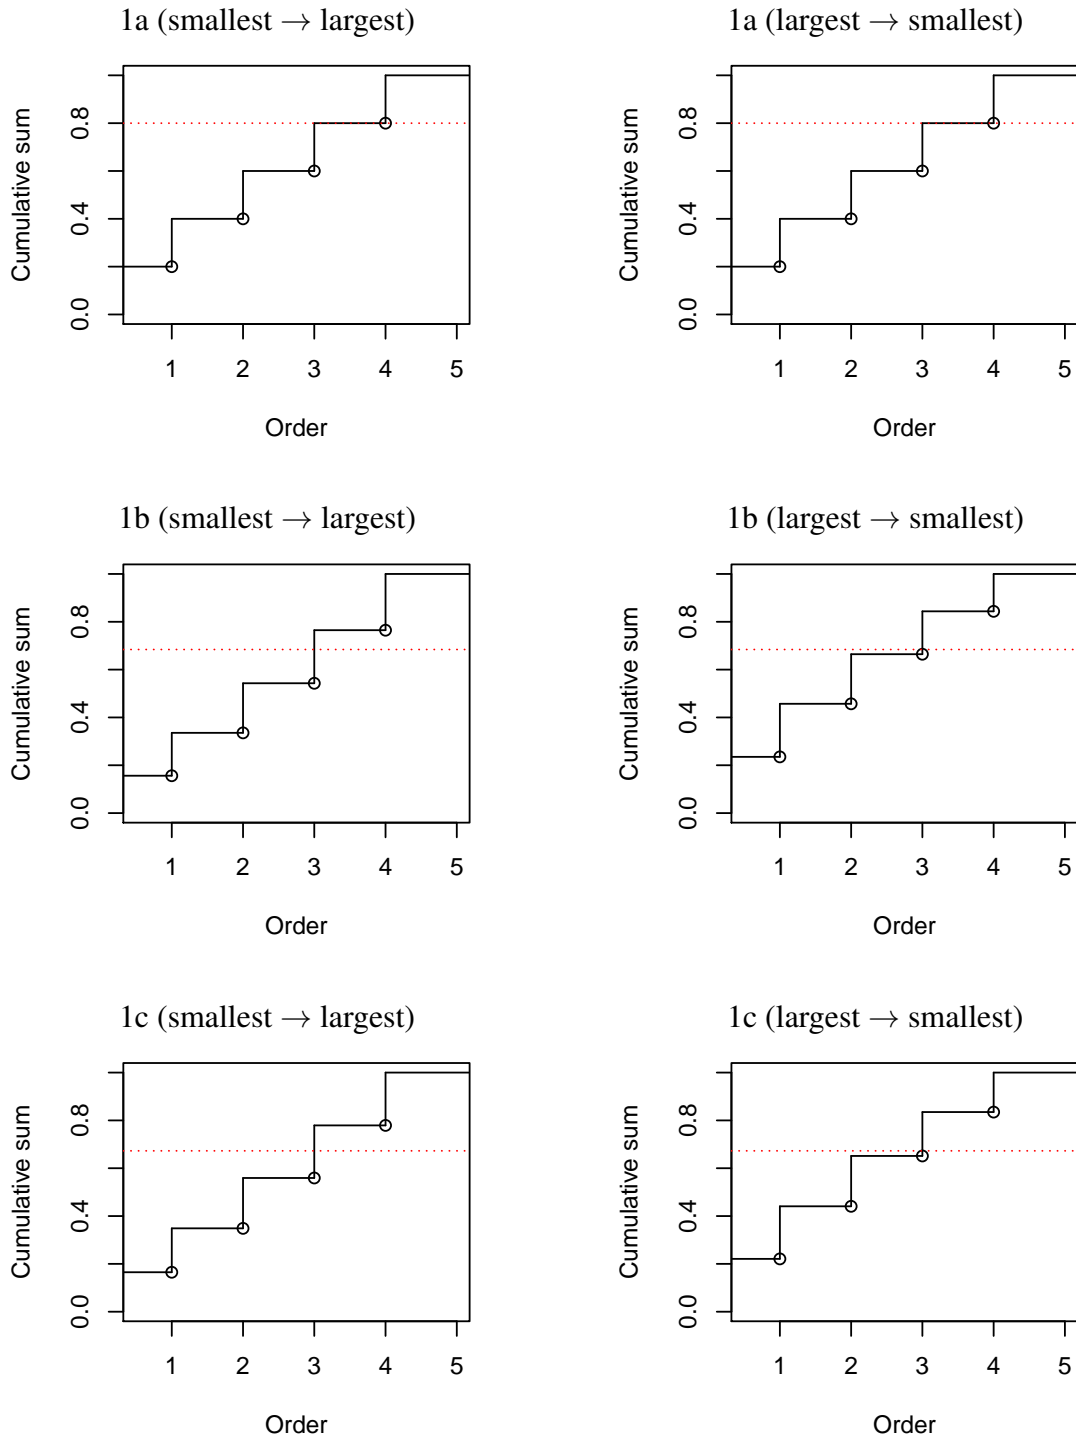 1a (smallest → largest)
Cumulative sum
0.0 0.4 0.8
1 2 3 4 5
Order
1a (largest → smallest)
Cumulative sum
0.0 0.4 0.8
1 2 3 4 5
Order
1b (smallest → largest)
Cumulative sum
0.0 0.4 0.8
1 2 3 4 5
Order
1b (largest → smallest)
Cumulative sum
0.0 0.4 0.8
1 2 3 4 5
Order
1c (smallest → largest)
Cumulative sum
0.0 0.4 0.8
1 2 3 4 5
Order
1c (largest → smallest)
Cumulative sum
0.0 0.4 0.8
1 2 3 4 5
Order